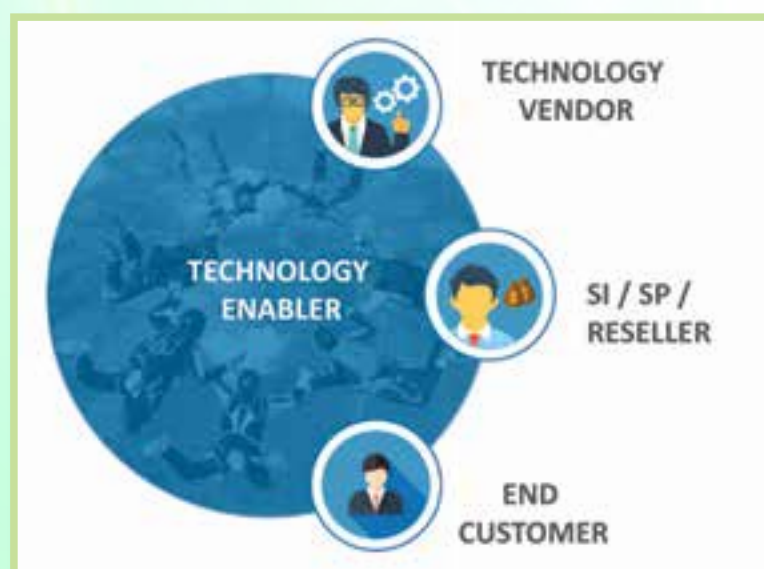 TECHNOLOGY
VENDOR
TECHNOLOGY
ENABLER
SI / SP /
RESELLER
END
CUSTOMER